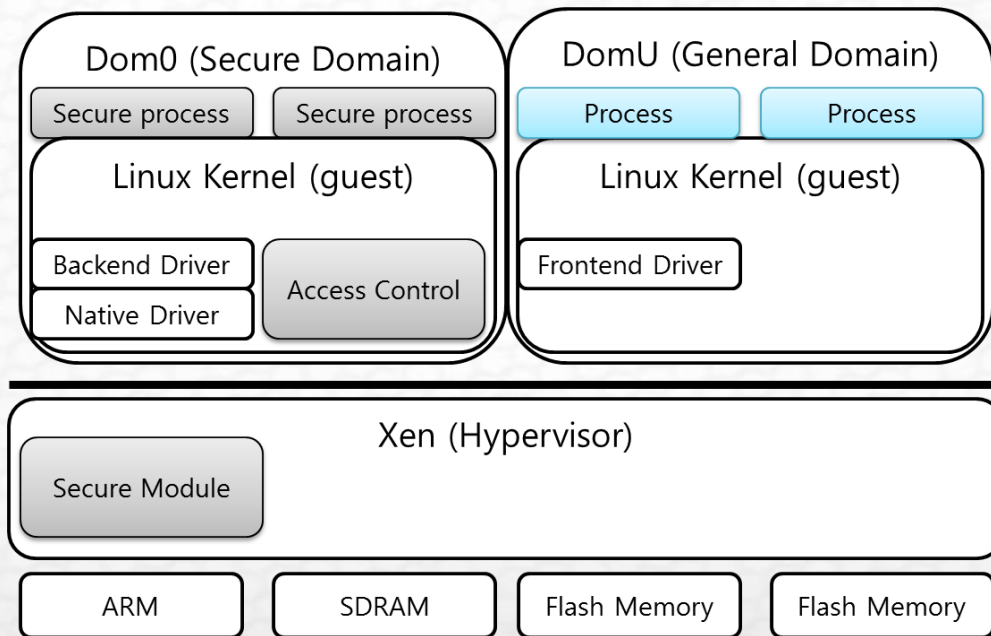 Dom0 (Secure Domain)
DomU (General Domain)
Secure process
Secure process
Process
Process
Linux Kernel (guest)
Linux Kernel (guest)
Backend Driver
Native Driver
Access Control
Frontend Driver
Xen (Hypervisor)
Secure Module
ARM
SDRAM
Flash Memory
Flash Memory